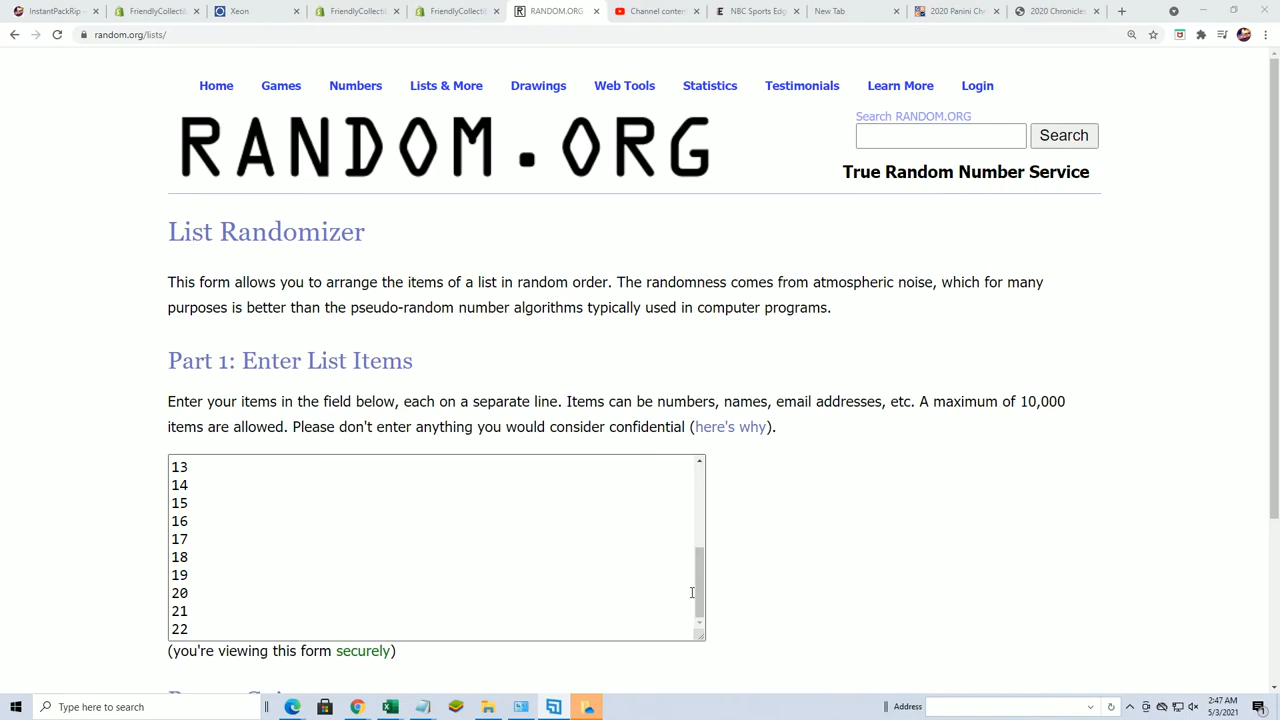 InstantPackRip -
FriendlyCollecti
Xeon
FriendlyCollecti
FriendlyCollecti
RANDOM.ORG
Channel conten
NBC Sports Edg
New Tab
2020 Panini Ch
2020 Chronicles
random.org/lists/
Home Games Numbers Lists & More Drawings Web Tools Statistics Testimonials Learn More Login
RANDOM.ORG
Search RANDOM.ORG
Search
True Random Number Service
List Randomizer
This form allows you to arrange the items of a list in random order. The randomness comes from atmospheric noise, which for many
purposes is better than the pseudo-random number algorithms typically used in computer programs.
Part 1: Enter List Items
Enter your items in the field below, each on a separate line. Items can be numbers, names, email addresses, etc. A maximum of 10,000
items are allowed. Please don't enter anything you would consider confidential (here's why).
13
14
15
16
17
18
19
20
21
22
(you're viewing this form securely)
Type here to search
Address
2:47 AM
5/3/2021